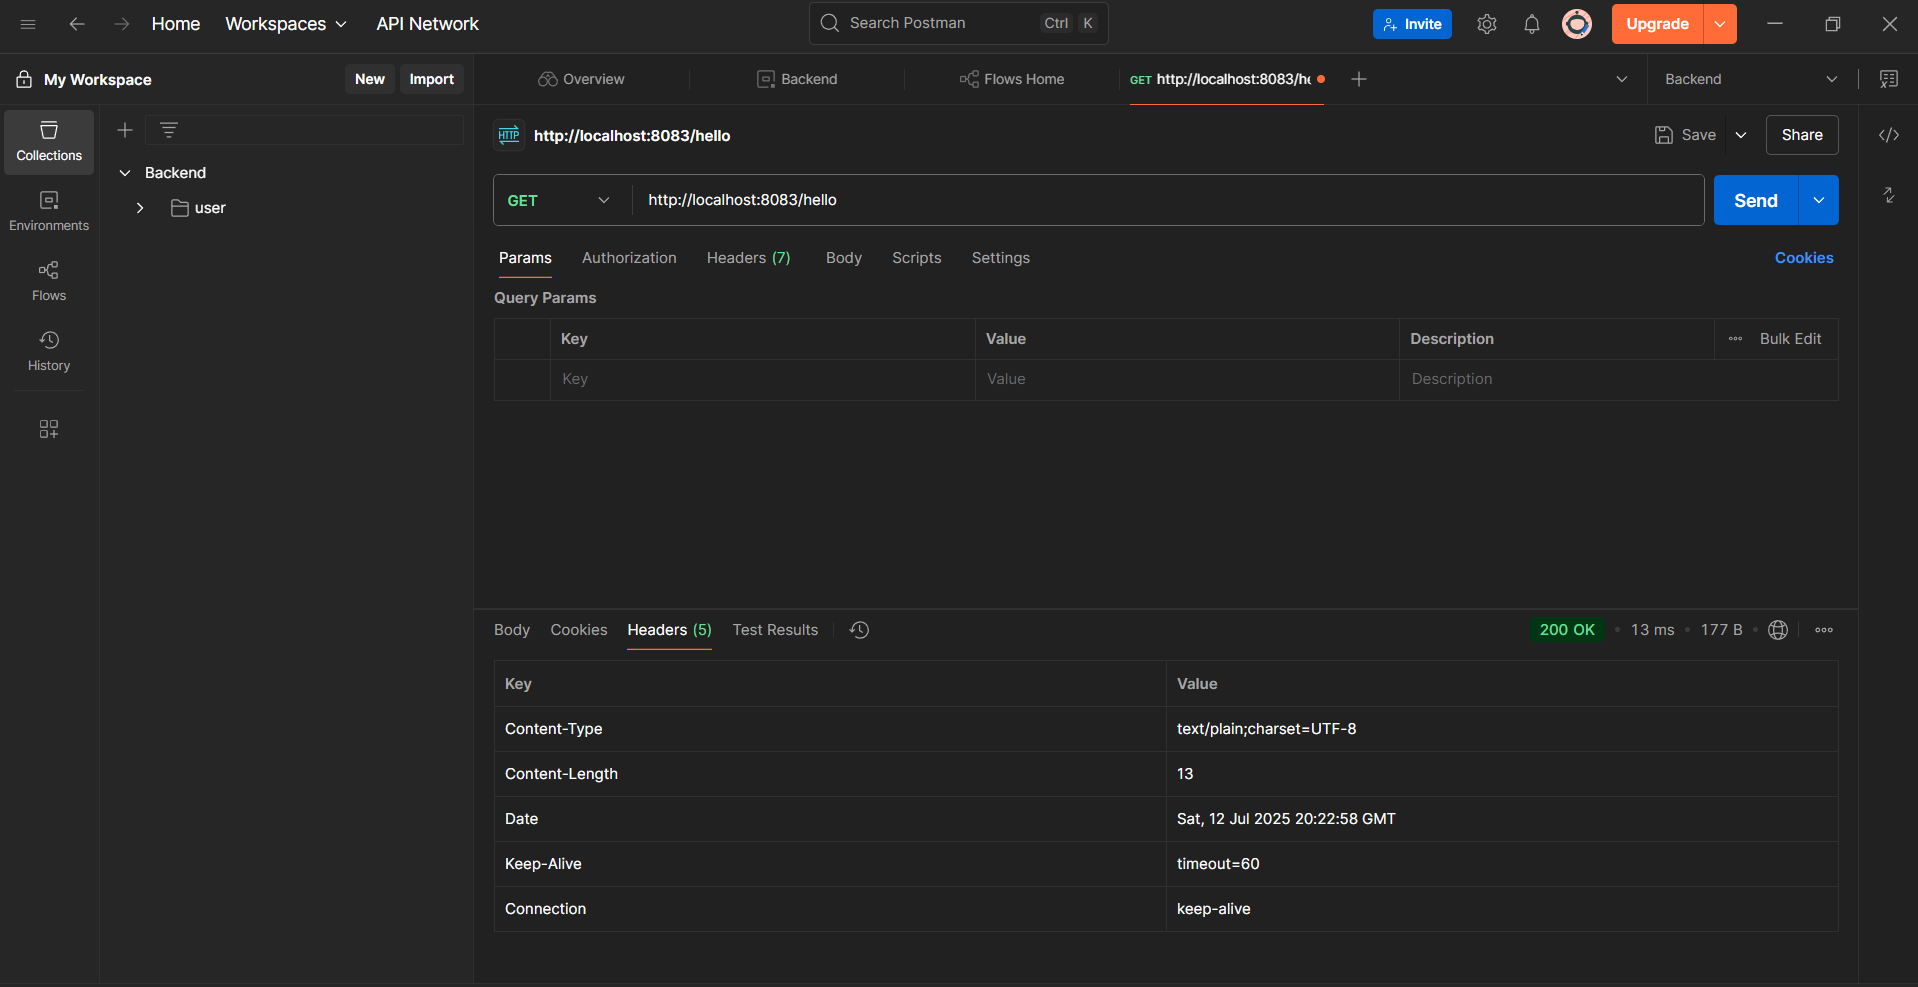 Home Workspaces API Network Search Postman Ctrl K Invite Upgrade
My Workspace New Import Overview Backend Flows Home GET http://localhost:8083/he Backend
Collections
Environments
Flows
History
Backend
user
HTTP http://localhost:8083/hello Save Share
GET http://localhost:8083/hello Send
Params Authorization Headers (7) Body Scripts Settings Cookies
Query Params
Key Value Description Bulk Edit
Key Value Description
Body Cookies Headers (5) Test Results 200 OK • 13 ms • 177 B •
Key Value
Content-Type text/plain;charset=UTF-8
Content-Length 13
Date Sat, 12 Jul 2025 20:22:58 GMT
Keep-Alive timeout=60
Connection keep-alive